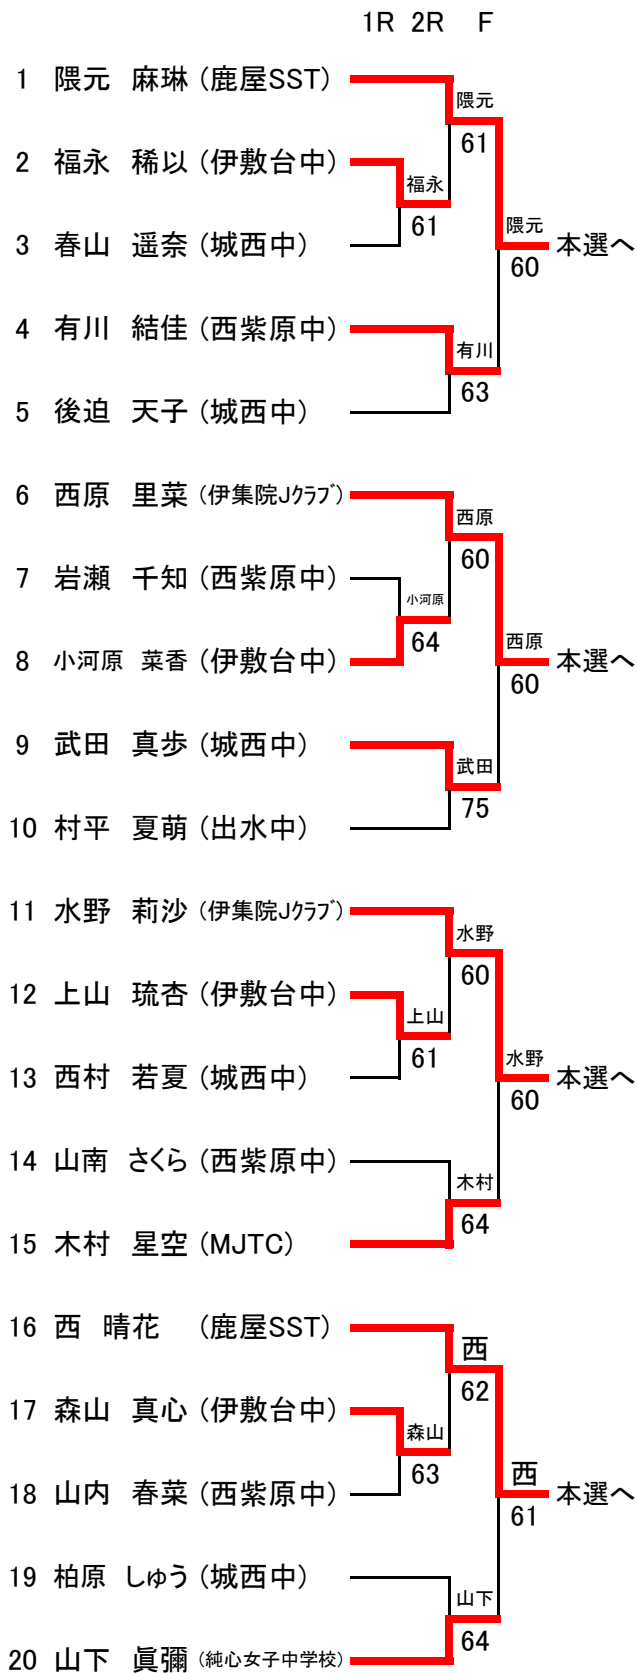 1R 2R F
1 隈元 麻琳 (鹿屋SST)
隈元
61
2 福永 稀以 (伊敷台中)
福永
61
3 春山 遥奈 (城西中)
隈元
60
本選へ
4 有川 結佳 (西紫原中)
有川
63
5 後迫 天子 (城西中)
6 西原 里菜 (伊集院Jクラブ)
西原
60
7 岩瀬 千知 (西紫原中)
小河原
64
8 小河原 菜香 (伊敷台中)
西原
60
本選へ
9 武田 真歩 (城西中)
武田
75
10 村平 夏萌 (出水中)
11 水野 莉沙 (伊集院Jクラブ)
水野
60
12 上山 琉杏 (伊敷台中)
上山
61
13 西村 若夏 (城西中)
水野
60
本選へ
14 山南 さくら (西紫原中)
木村
64
15 木村 星空 (MJTC)
16 西 晴花 (鹿屋SST)
西
62
17 森山 真心 (伊敷台中)
森山
63
18 山内 春菜 (西紫原中)
西
61
本選へ
19 柏原 しゅう (城西中)
山下
64
20 山下 眞彌 (純心女子中学校)